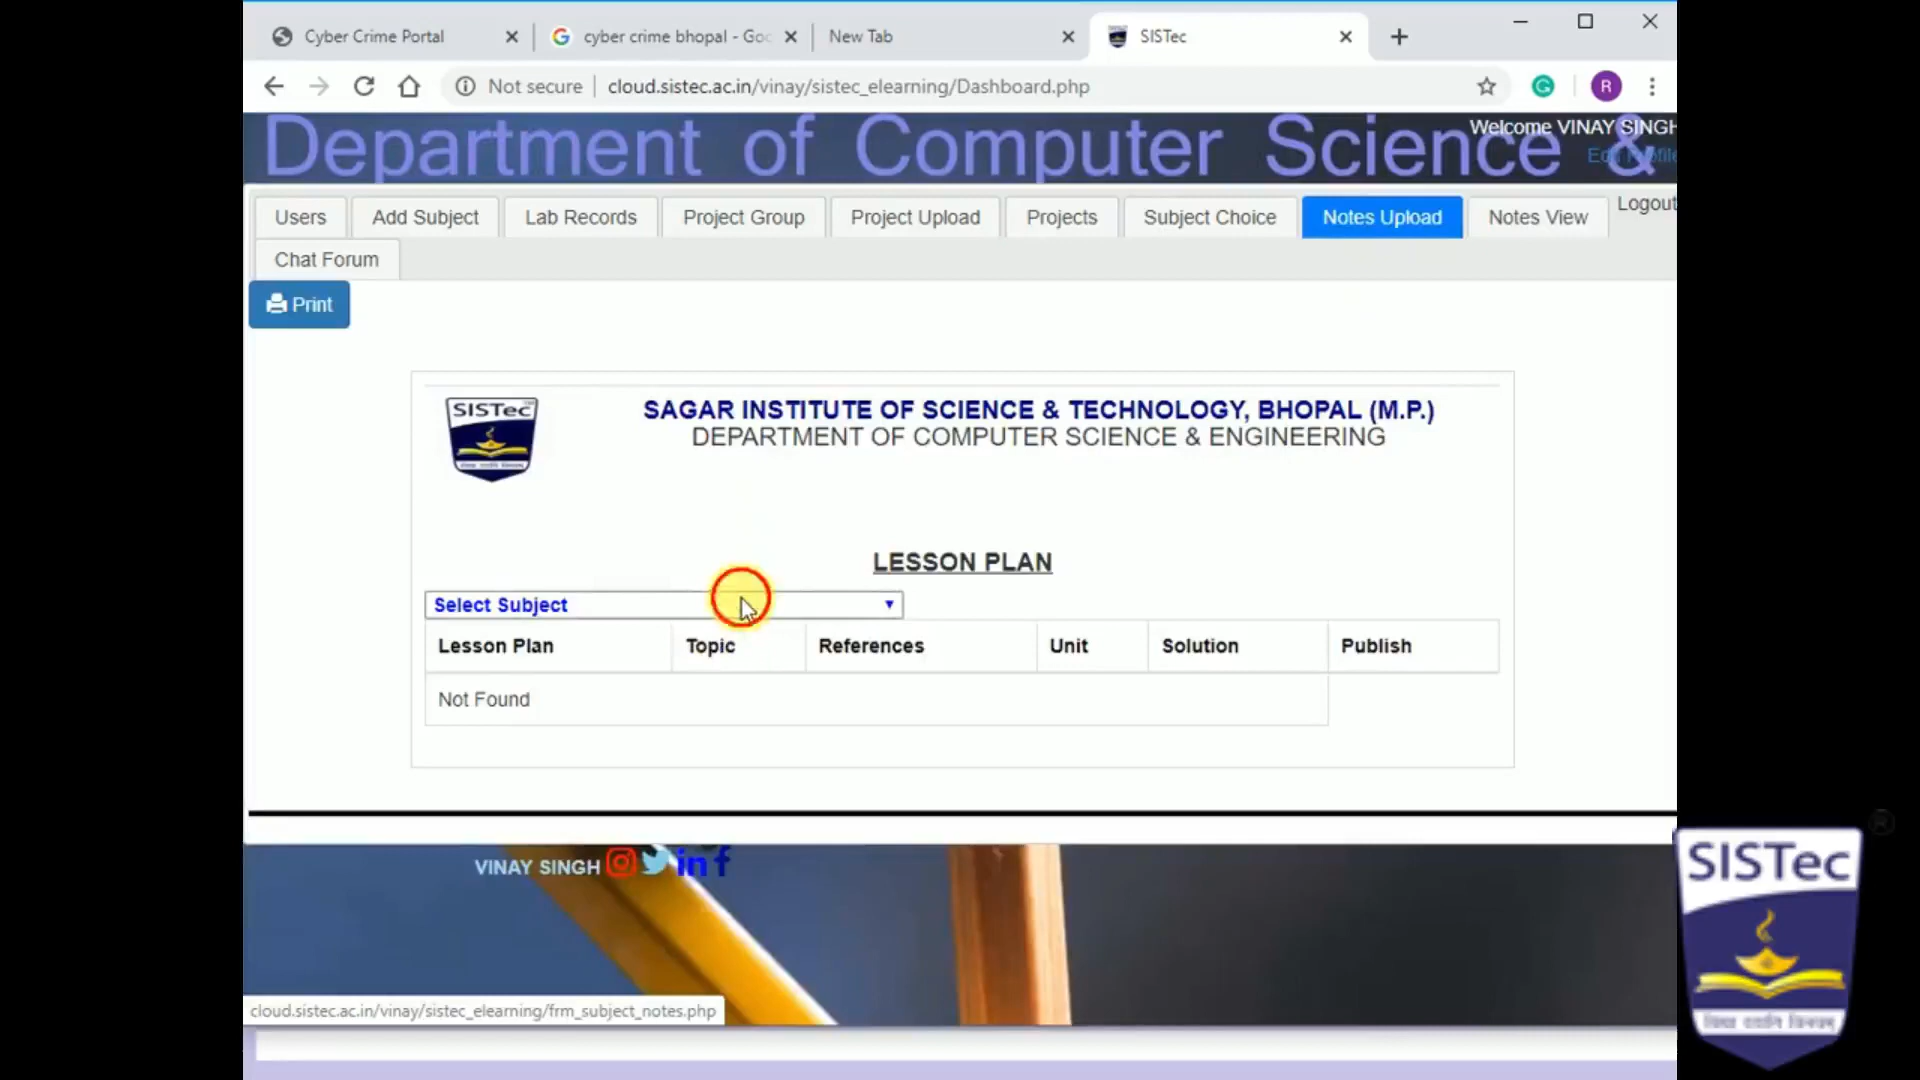 Cyber Crime Portal
cyber crime bhopal - Goo
New Tab
SISTec
Not secure
cloud.sistec.ac.in/vinay/sistec_elearning/Dashboard.php
R
Department of Computer Science &
Welcome VINAY SINGH
Edit Profile
Users
Add Subject
Lab Records
Project Group
Project Upload
Projects
Subject Choice
Notes Upload
Notes View
Logout
Chat Forum
Print
SISTec
SAGAR INSTITUTE OF SCIENCE & TECHNOLOGY, BHOPAL (M.P.)
DEPARTMENT OF COMPUTER SCIENCE & ENGINEERING
LESSON PLAN
Select Subject
Lesson Plan Topic References Unit Solution Publish
Not Found
VINAY SINGH
cloud.sistec.ac.in/vinay/sistec_elearning/frm_subject_notes.php
SISTec